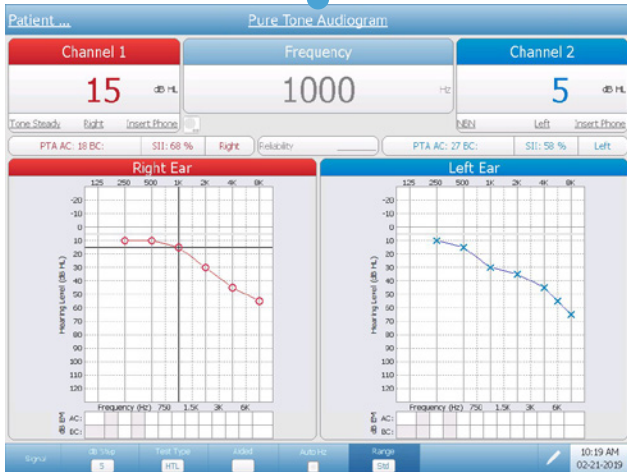 Patient ... Pure Tone Audiogram
Channel 1 Frequency Channel 2
15 dB HL 1000 Hz 5 dB HL
Tone Steady Right Insert Phone NBN Left Insert Phone
PTA AC: 18 BC: SII: 68 % Right Reliability PTA AC: 27 BC: SII: 58 % Left
Right Ear Left Ear
125 250 500 1K 2K 4K 8K 125 250 500 1K 2K 4K 8K
-20 -20
-10 -10
0 0
10 10
20 20
30 30
40 40
50 50
60 60
70 70
80 80
90 90
100 100
110 110
120 120
Hearing Level (dB HL) Hearing Level (dB HL)
Frequency (Hz) 750 1.5K 3K 6K Frequency (Hz) 750 1.5K 3K 6K
dB EM AC: dB EM AC:
BC: BC:
Signal dB Step Test Type Aided Auto Hz Range 10:19 AM
5 HTL Std 02-21-2019